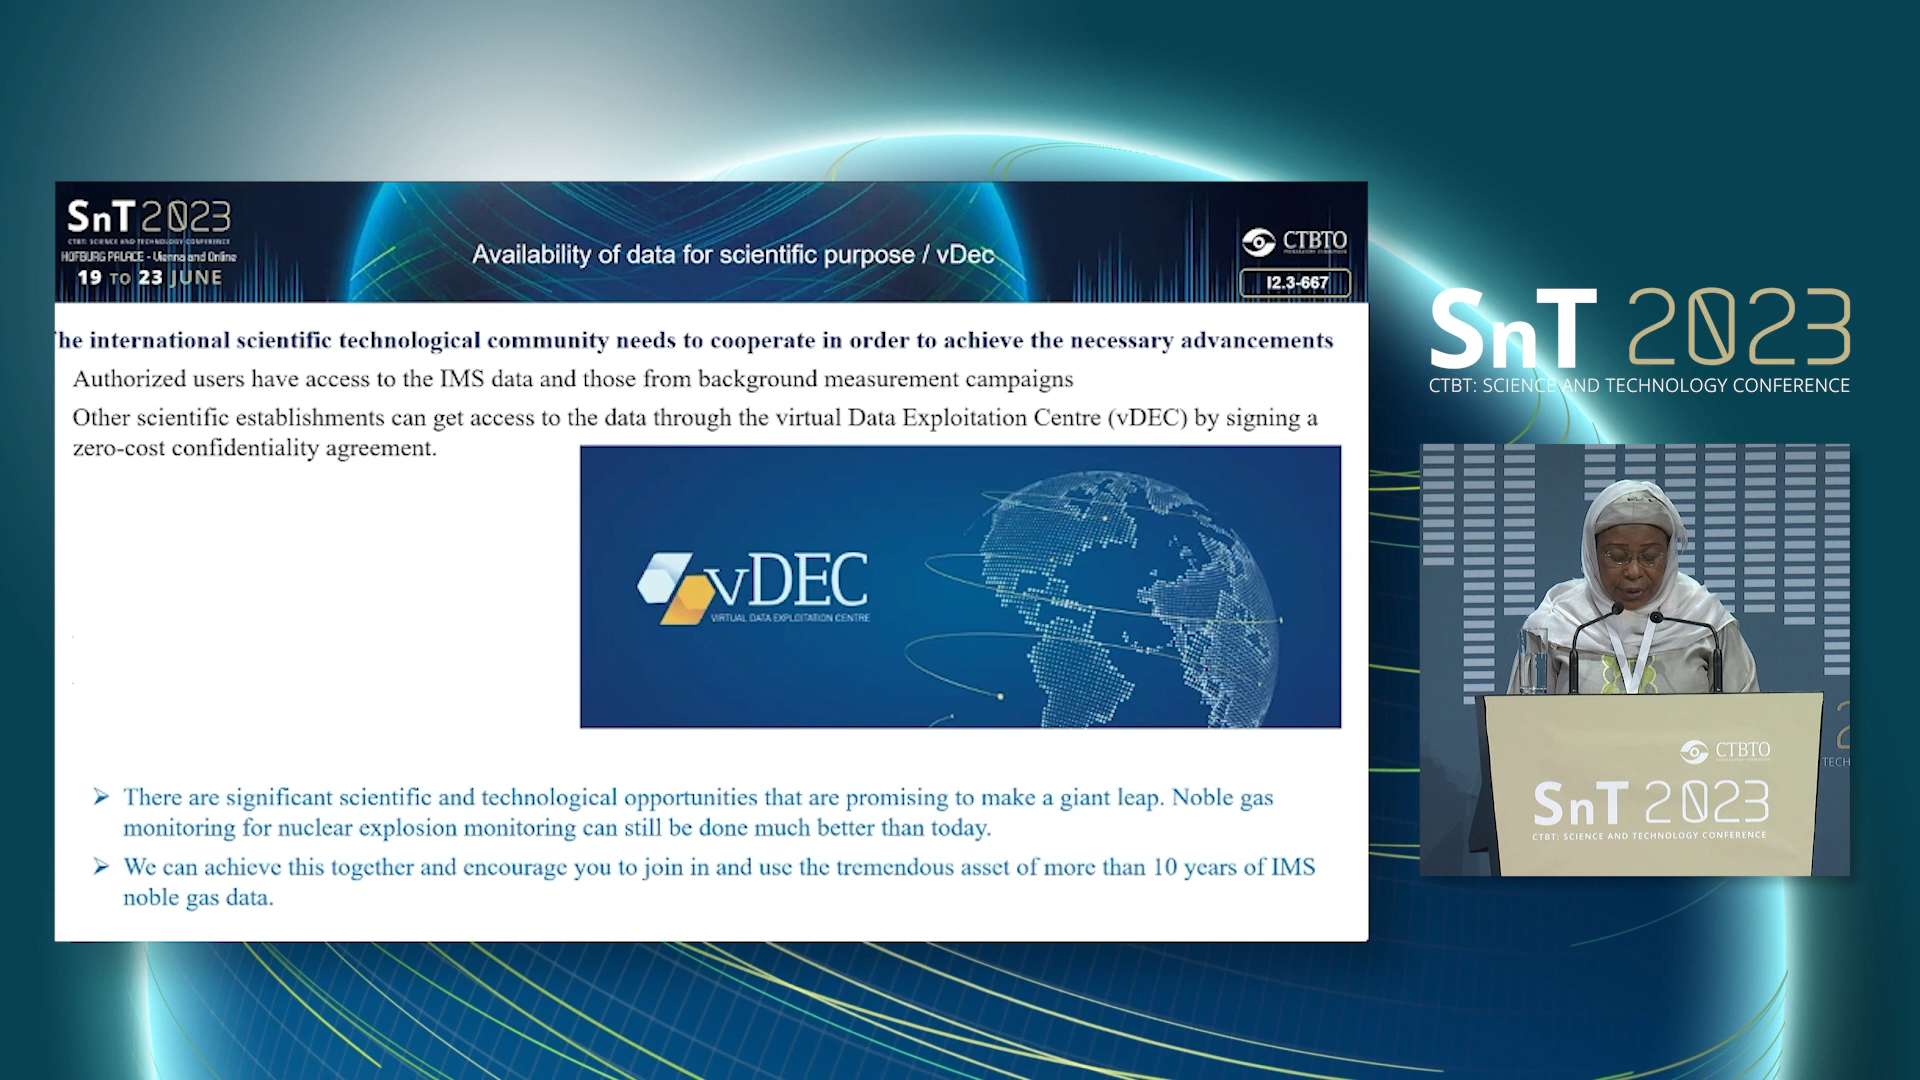 SnT 2023
CTBT: SCIENCE AND TECHNOLOGY CONFERENCE
HOFBURG PALACE - Vienna and Online
19 TO 23 JUNE
Availability of data for scientific purpose / vDec
CTBTO
I2.3-667
he international scientific technological community needs to cooperate in order to achieve the necessary advancements
Authorized users have access to the IMS data and those from background measurement campaigns
Other scientific establishments can get access to the data through the virtual Data Exploitation Centre (vDEC) by signing a
zero-cost confidentiality agreement.
vDEC
VIRTUAL DATA EXPLOITATION CENTRE
There are significant scientific and technological opportunities that are promising to make a giant leap. Noble gas
monitoring for nuclear explosion monitoring can still be done much better than today.
We can achieve this together and encourage you to join in and use the tremendous asset of more than 10 years of IMS
noble gas data.
SnT 2023
CTBT: SCIENCE AND TECHNOLOGY CONFERENCE
CTBTO
SnT 2023
CTBT: SCIENCE AND TECHNOLOGY CONFERENCE
2
TECH